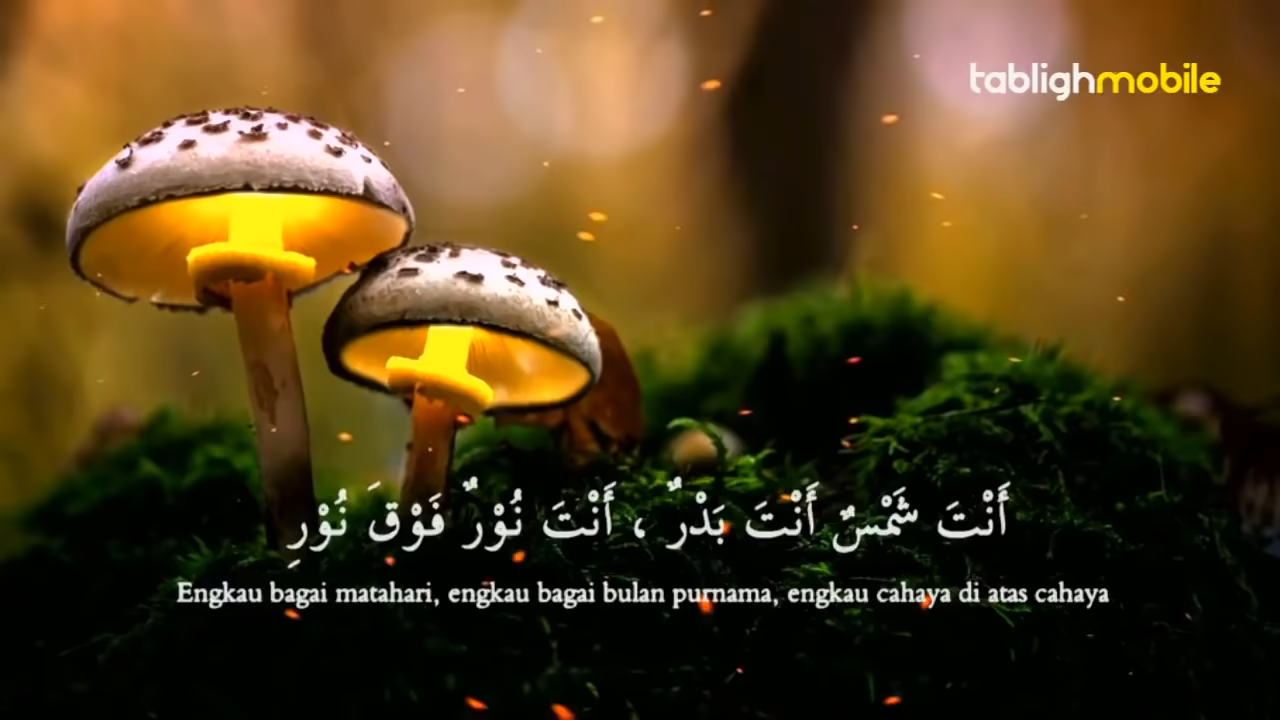 tablighmobile
أَنْتَ شَمْسٌ أَنْتَ بَدْرٌ ، أَنْتَ نُوْرٌ فَوْقَ نُوْرِ
Engkau bagai matahari, engkau bagai bulan purnama, engkau cahaya di atas cahaya